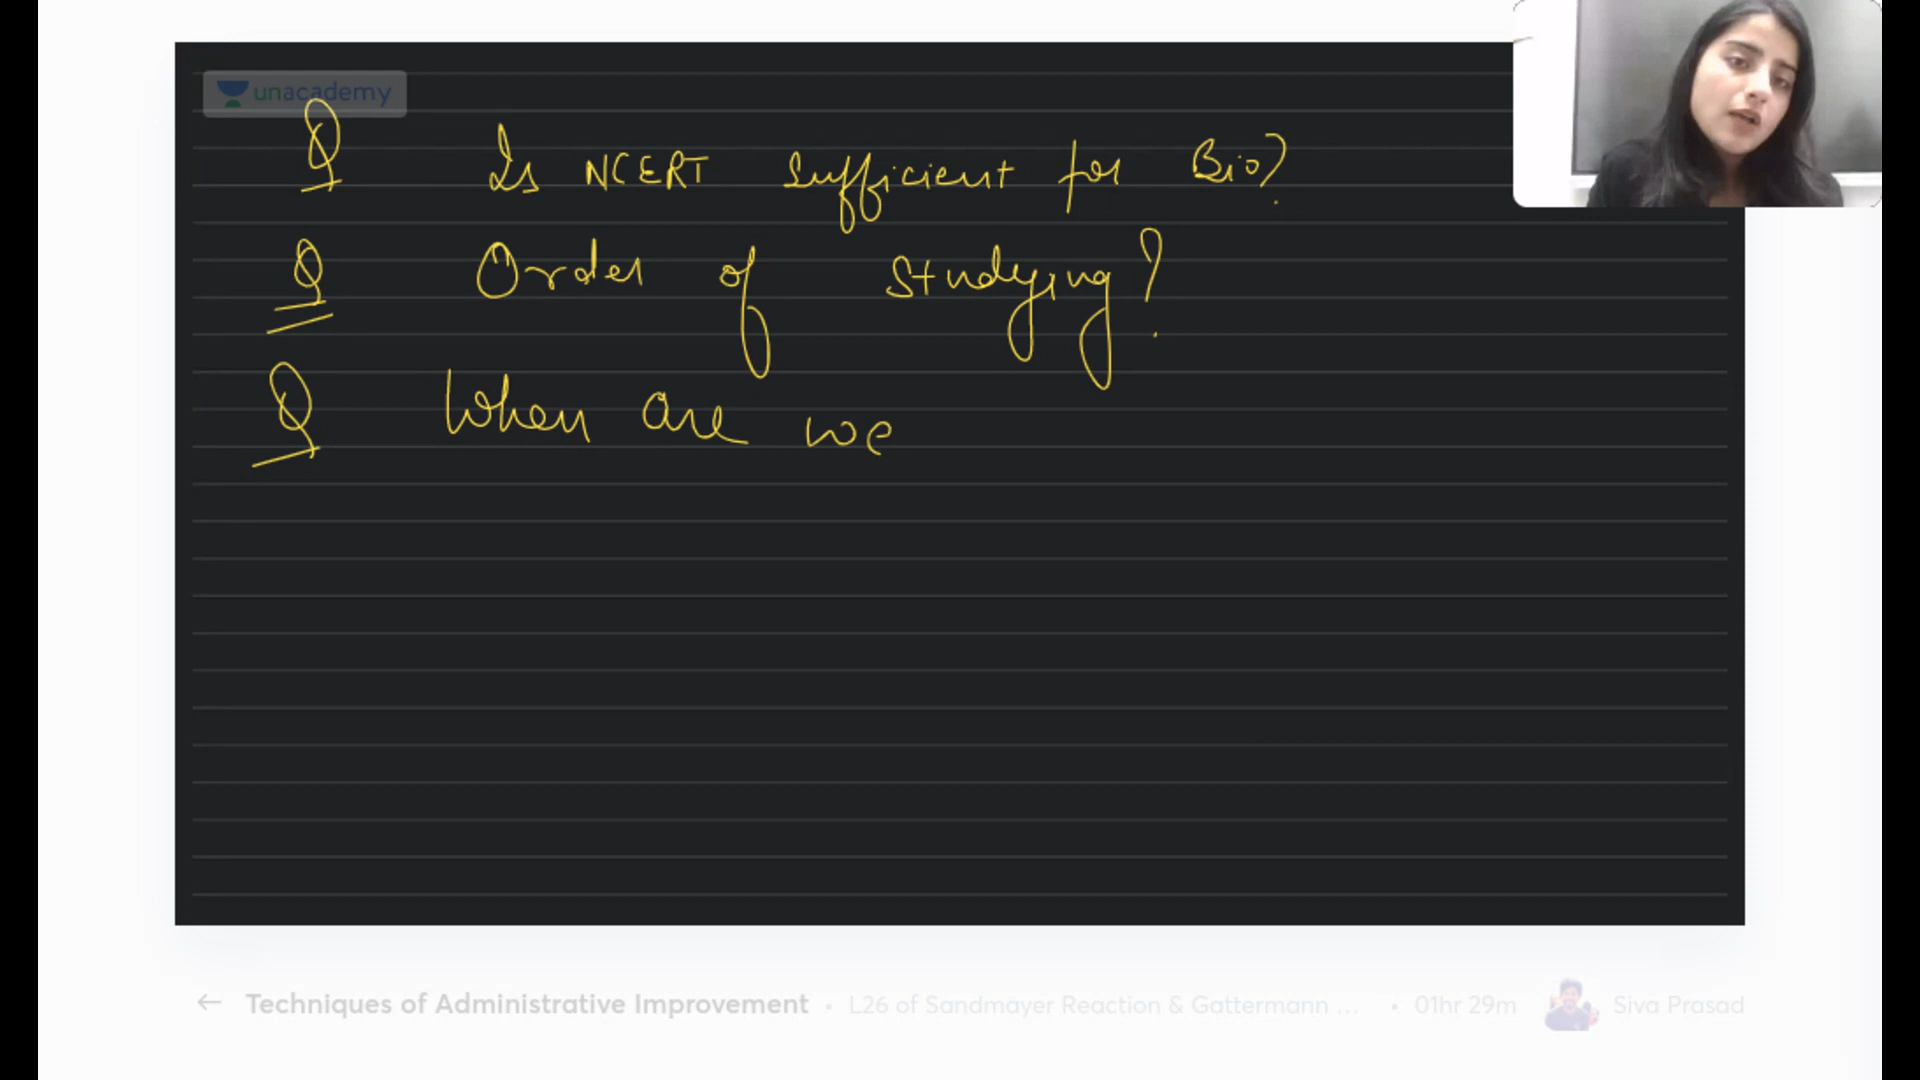 unacademy
Q Is NCERT Sufficient for Bio?
Q Order of Studying?
Q When are we
← Techniques of Administrative Improvement • L26 of Sandmayer Reaction & Gattermann ... • 01hr 29m Siva Prasad